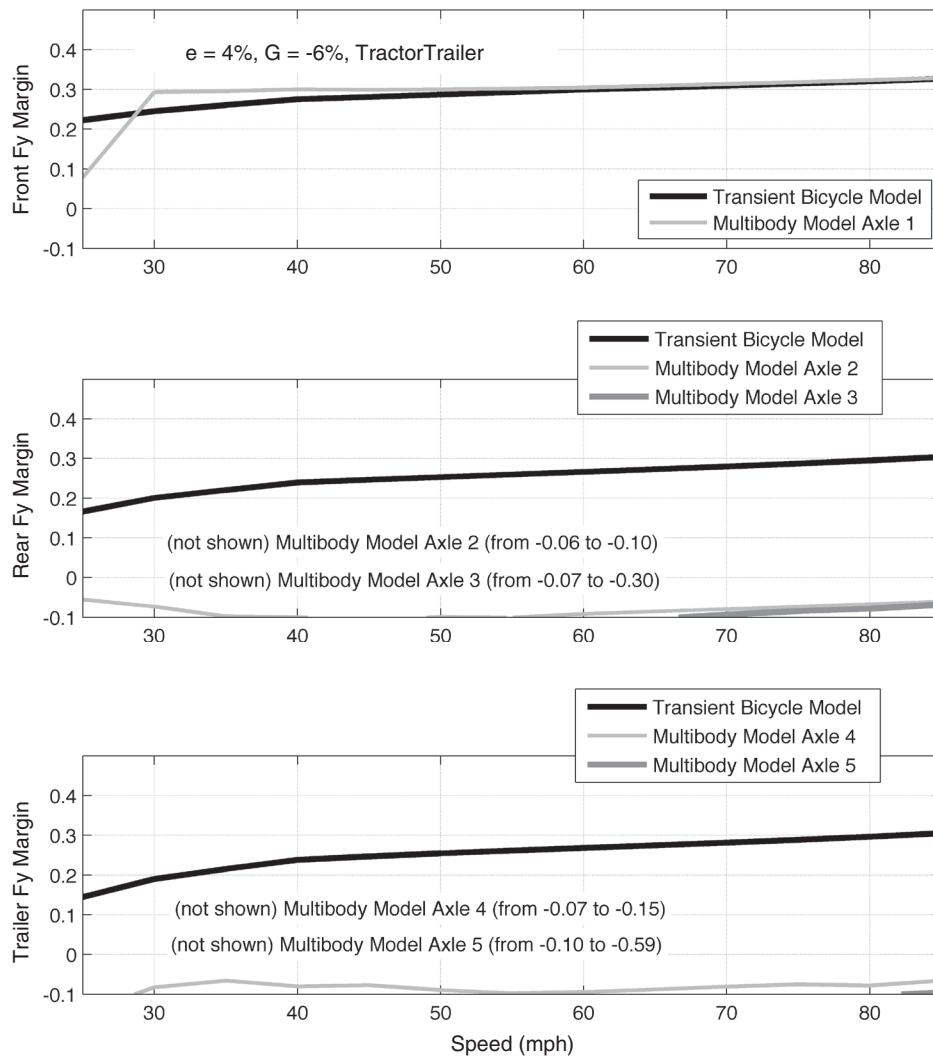 e = 4%, G = -6%, TractorTrailer
Front Fy Margin
0.4
0.3
0.2
0.1
0
-0.1
Transient Bicycle Model
Multibody Model Axle 1
30 40 50 60 70 80
Transient Bicycle Model
Multibody Model Axle 2
Multibody Model Axle 3
Rear Fy Margin
0.4
0.3
0.2
0.1
0
-0.1
(not shown) Multibody Model Axle 2 (from -0.06 to -0.10)
(not shown) Multibody Model Axle 3 (from -0.07 to -0.30)
30 40 50 60 70 80
Transient Bicycle Model
Multibody Model Axle 4
Multibody Model Axle 5
Trailer Fy Margin
0.4
0.3
0.2
0.1
0
-0.1
(not shown) Multibody Model Axle 4 (from -0.07 to -0.15)
(not shown) Multibody Model Axle 5 (from -0.10 to -0.59)
30 40 50 60 70 80
Speed (mph)